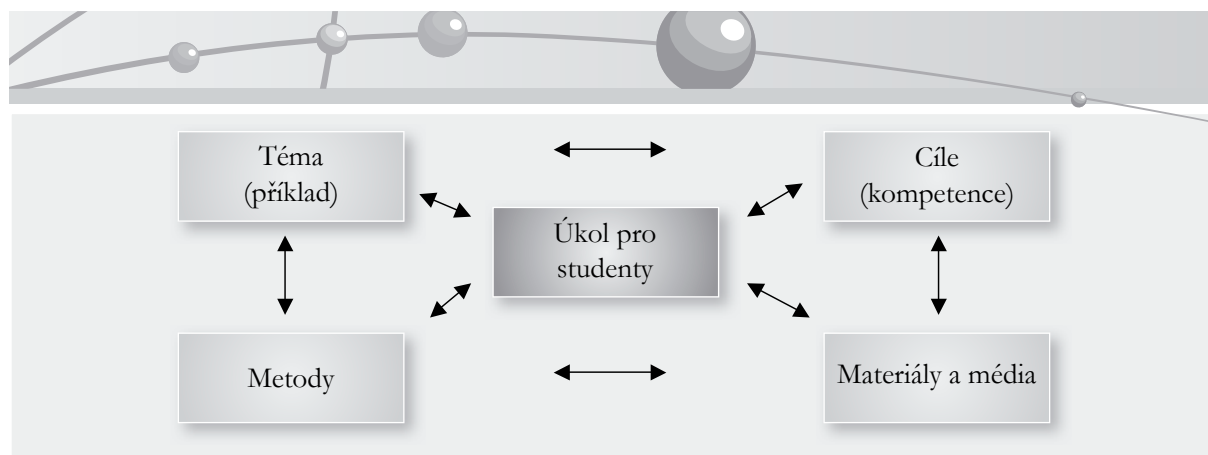 Téma
(příklad)
Cíle
(kompetence)
Úkol pro
studenty
Metody
Materiály a média